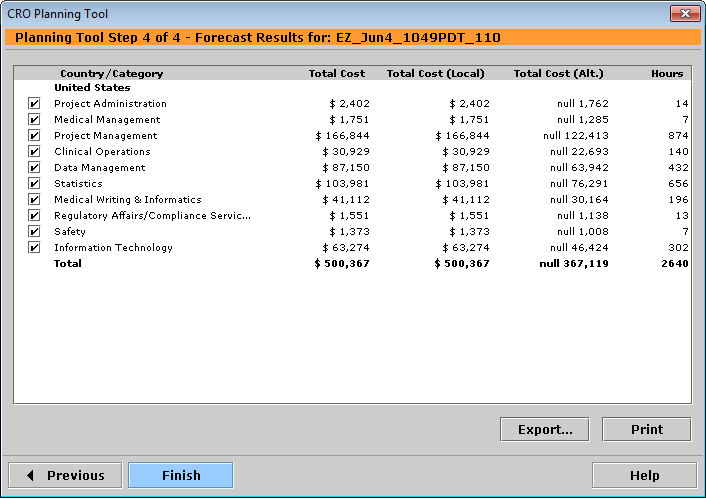 CRO Planning Tool
Planning Tool Step 4 of 4 - Forecast Results for: EZ_Jun4_1049PDT_110
Country/Category Total Cost Total Cost (Local) Total Cost (Alt.) Hours
United States
Project Administration $ 2,402 $ 2,402 null 1,762 14
Medical Management $ 1,751 $ 1,751 null 1,285 7
Project Management $ 166,844 $ 166,844 null 122,413 874
Clinical Operations $ 30,929 $ 30,929 null 22,693 140
Data Management $ 87,150 $ 87,150 null 63,942 432
Statistics $ 103,981 $ 103,981 null 76,291 656
Medical Writing & Informatics $ 41,112 $ 41,112 null 30,164 196
Regulatory Affairs/Compliance Servic... $ 1,551 $ 1,551 null 1,138 13
Safety $ 1,373 $ 1,373 null 1,008 7
Information Technology $ 63,274 $ 63,274 null 46,424 302
Total $ 500,367 $ 500,367 null 367,119 2640
Export... Print
Previous Finish Help